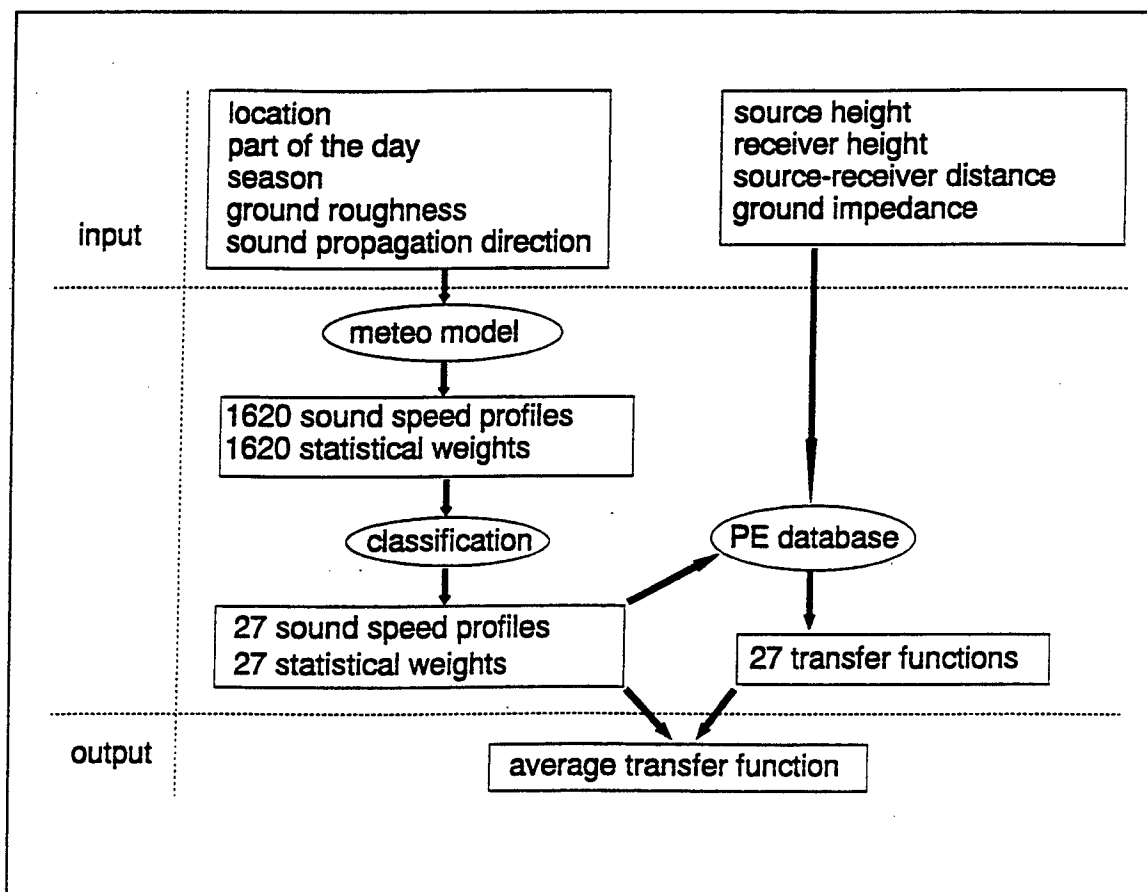 input
location
part of the day
season
ground roughness
sound propagation direction
source height
receiver height
source-receiver distance
ground impedance
meteo model
1620 sound speed profiles
1620 statistical weights
classification
PE database
27 sound speed profiles
27 statistical weights
27 transfer functions
output
average transfer function